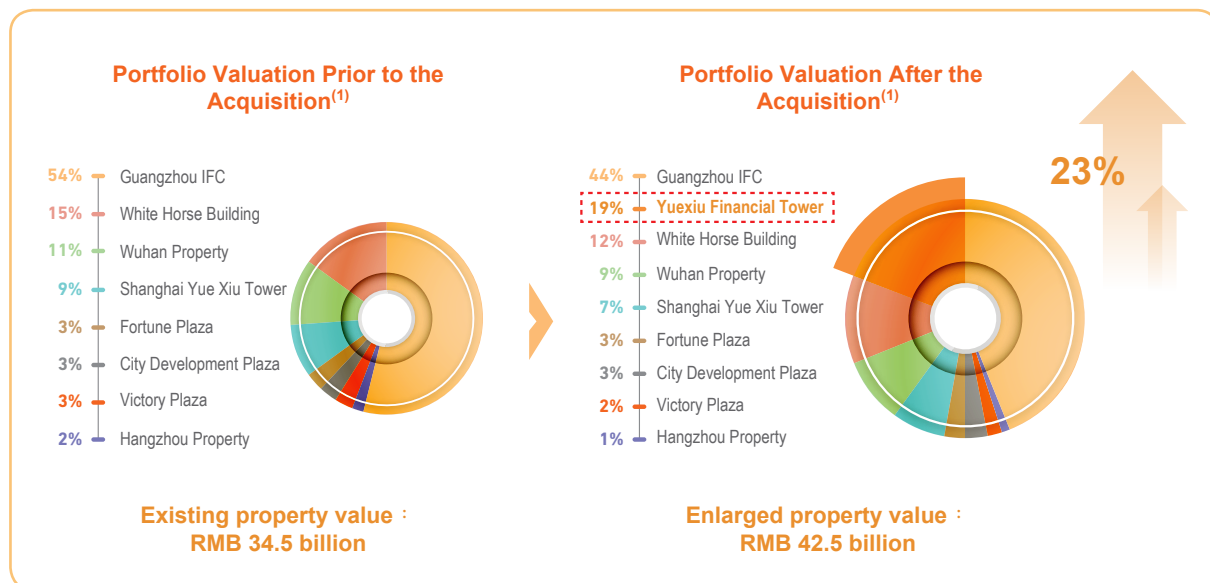 Portfolio Valuation Prior to the
Acquisition(1)
54% Guangzhou IFC
15% White Horse Building
11% Wuhan Property
9% Shanghai Yue Xiu Tower
3% Fortune Plaza
3% City Development Plaza
3% Victory Plaza
2% Hangzhou Property
Existing property value :
RMB 34.5 billion
Portfolio Valuation After the
Acquisition(1)
23%
44% Guangzhou IFC
19% Yuexiu Financial Tower
12% White Horse Building
9% Wuhan Property
7% Shanghai Yue Xiu Tower
3% Fortune Plaza
3% City Development Plaza
2% Victory Plaza
1% Hangzhou Property
Enlarged property value :
RMB 42.5 billion